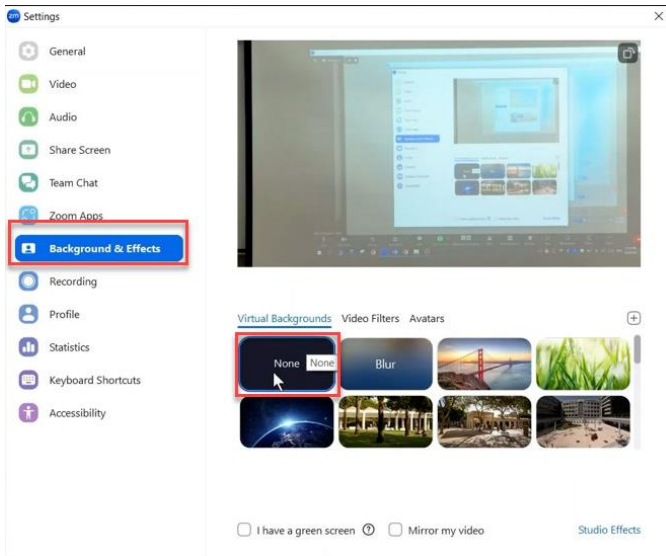 zm Settings
General
Video
Audio
Share Screen
Team Chat
Zoom Apps
Background & Effects
Recording
Profile
Statistics
Keyboard Shortcuts
Accessibility
Virtual Backgrounds Video Filters Avatars
None None Blur
I have a green screen Mirror my video Studio Effects